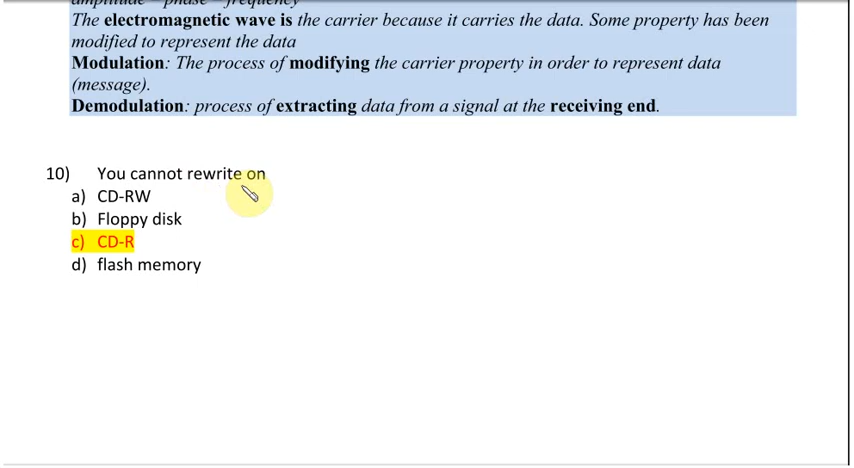 amplitude – phase – frequency
The electromagnetic wave is the carrier because it carries the data. Some property has been
modified to represent the data
Modulation: The process of modifying the carrier property in order to represent data
(message).
Demodulation: process of extracting data from a signal at the receiving end.
10) You cannot rewrite on
a) CD-RW
b) Floppy disk
c) CD-R
d) flash memory